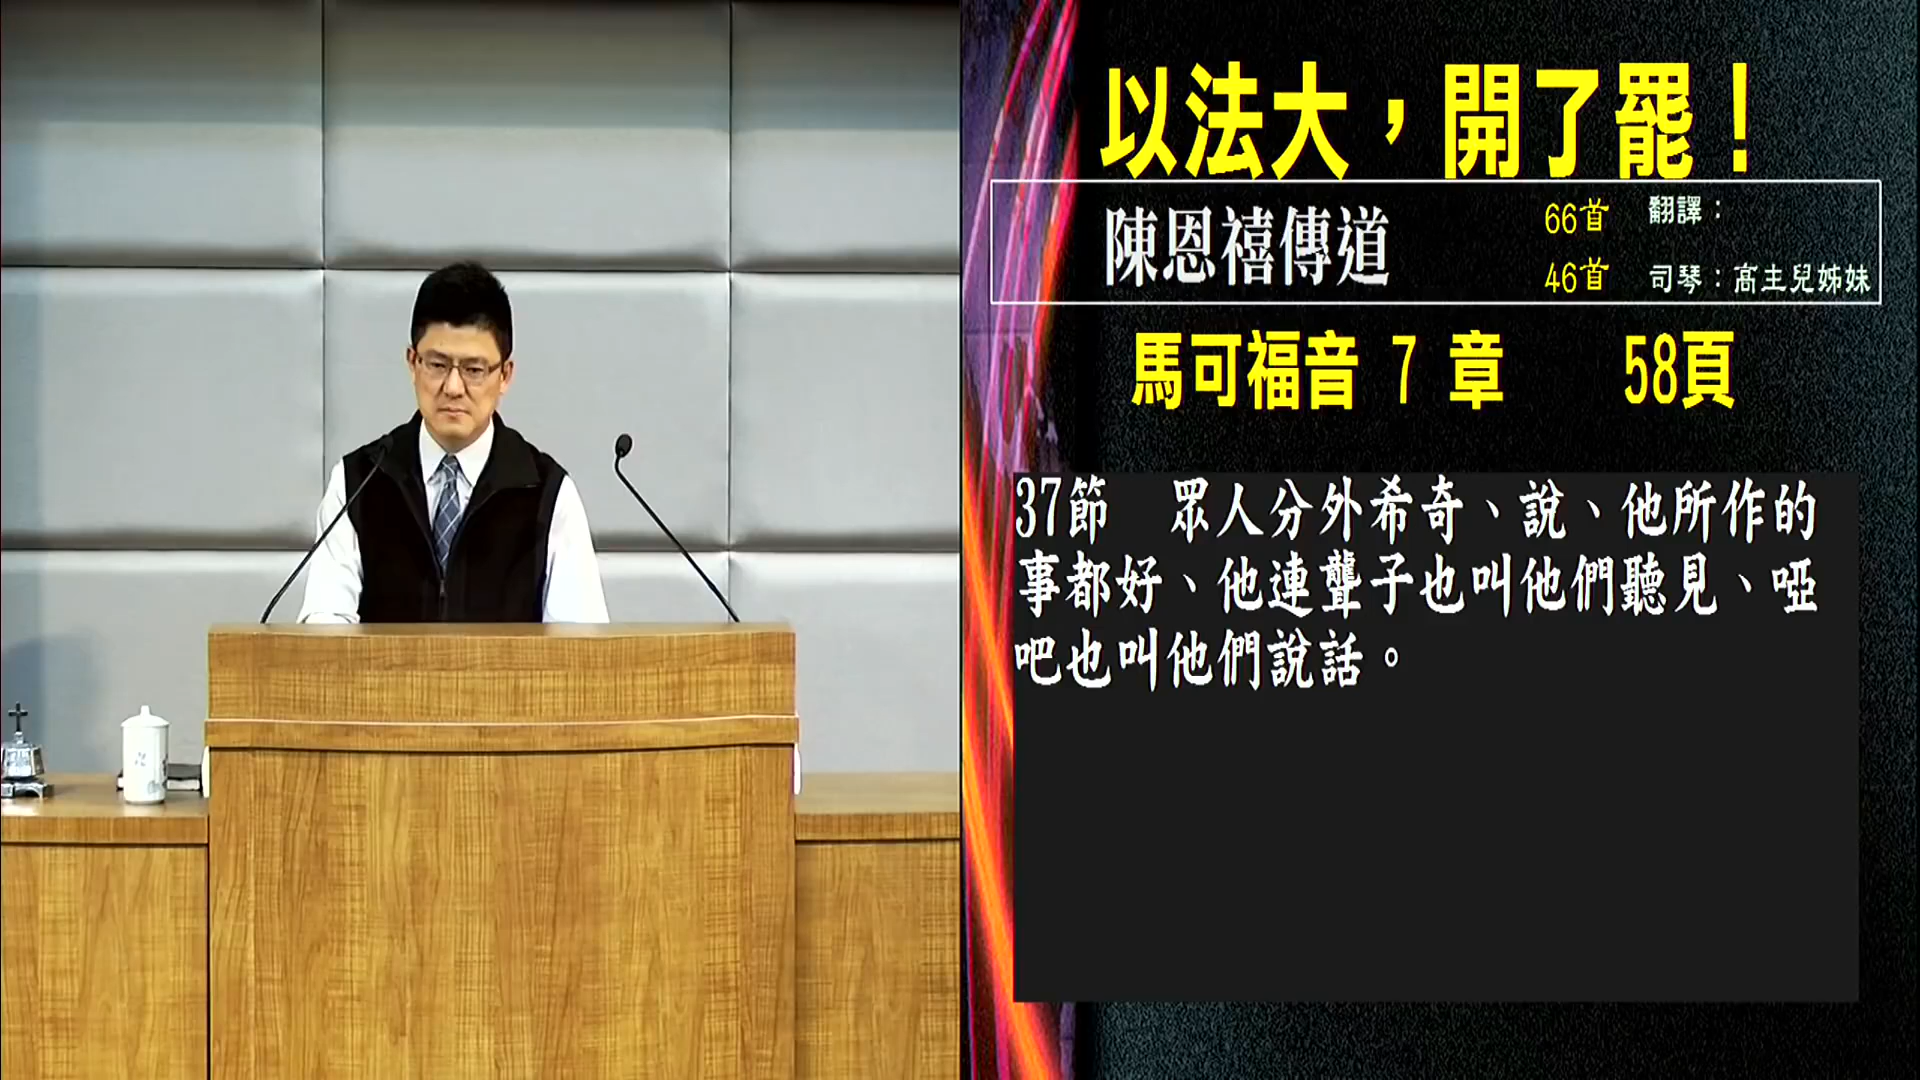 以法大，開了罷！
陳恩禧傳道
66首 翻譯：
46首 司琴：高主兒姊妹
馬可福音 7 章 58頁
37節 眾人分外希奇、說、他所作的
事都好、他連聾子也叫他們聽見、啞
吧也叫他們說話。